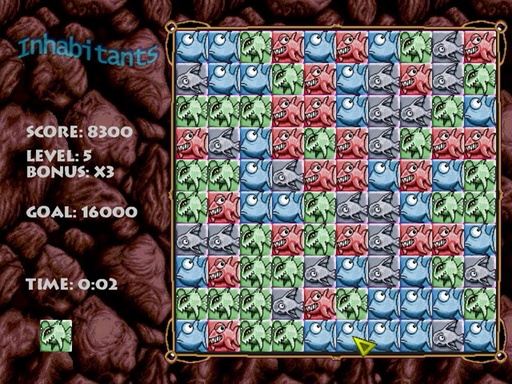 Inhabitants
SCORE: 8300
LEVEL: 5
BONUS: X3
GOAL: 16000
TIME: 0:02